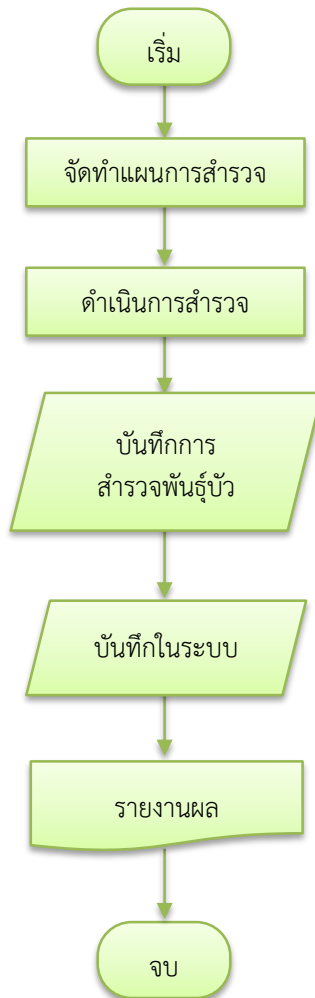 เริ่ม
จัดทำแผนการสำรวจ
ดำเนินการสำรวจ
บันทึกการ
สำรวจพันธุ์บัว
บันทึกในระบบ
รายงานผล
จบ